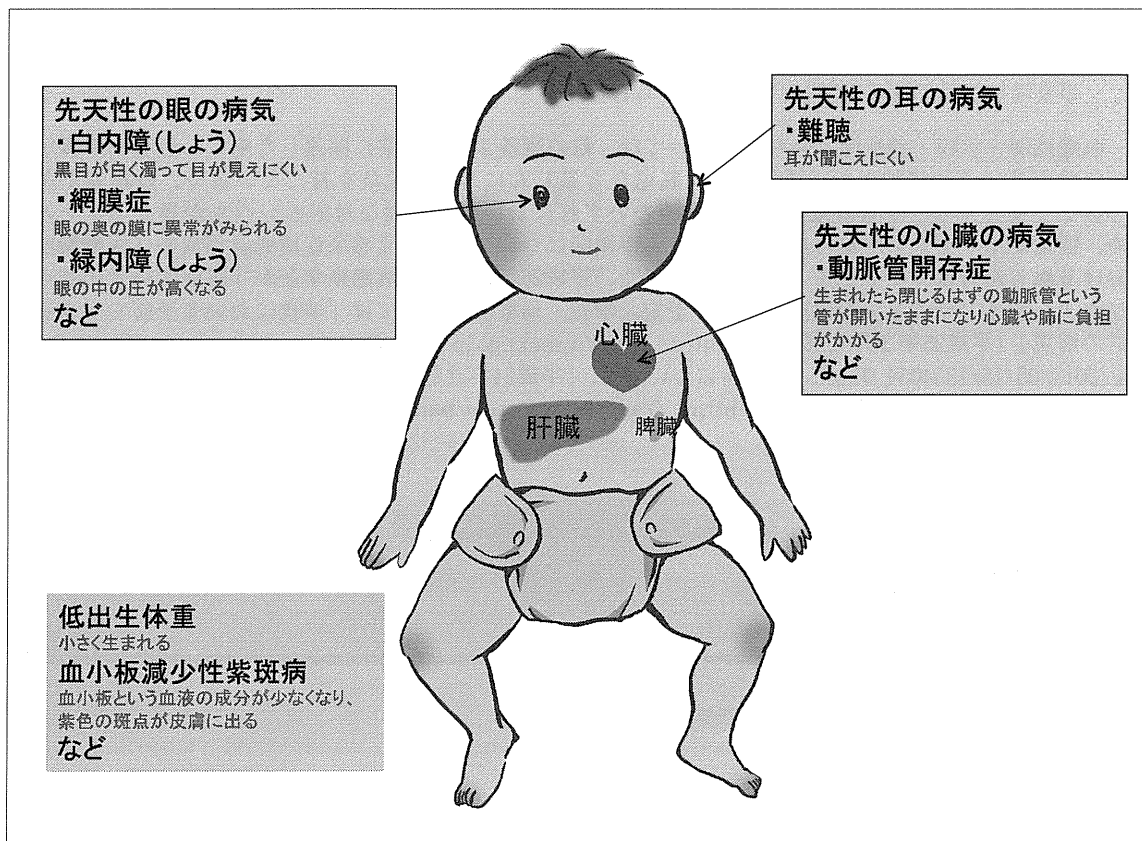 先天性の眼の病気
・白内障(しょう)
黒目が白く濁って目が見えにくい
・網膜症
眼の奥の膜に異常がみられる
・緑内障(しょう)
眼の中の圧が高くなる
など
先天性の耳の病気
・難聴
耳が聞こえにくい
先天性の心臓の病気
・動脈管開存症
生まれたら閉じるはずの動脈管という
管が開いたままになり心臓や肺に負担
がかかる
など
心臓
肝臓
脾臓
低出生体重
小さく生まれる
血小板減少性紫斑病
血小板という血液の成分が少なくなり、
紫色の斑点が皮膚に出る
など